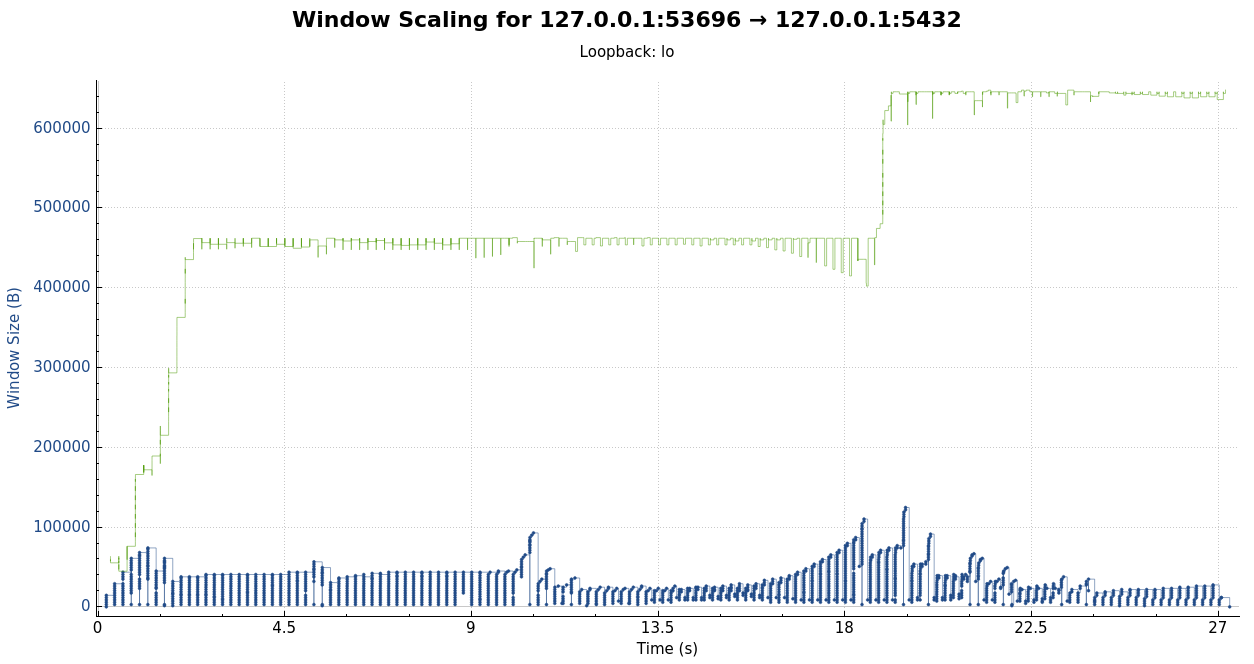 Window Scaling for 127.0.0.1:53696 → 127.0.0.1:5432
Loopback: lo
Window Size (B)
600000
500000
400000
300000
200000
100000
0
0 4.5 9 13.5 18 22.5 27
Time (s)